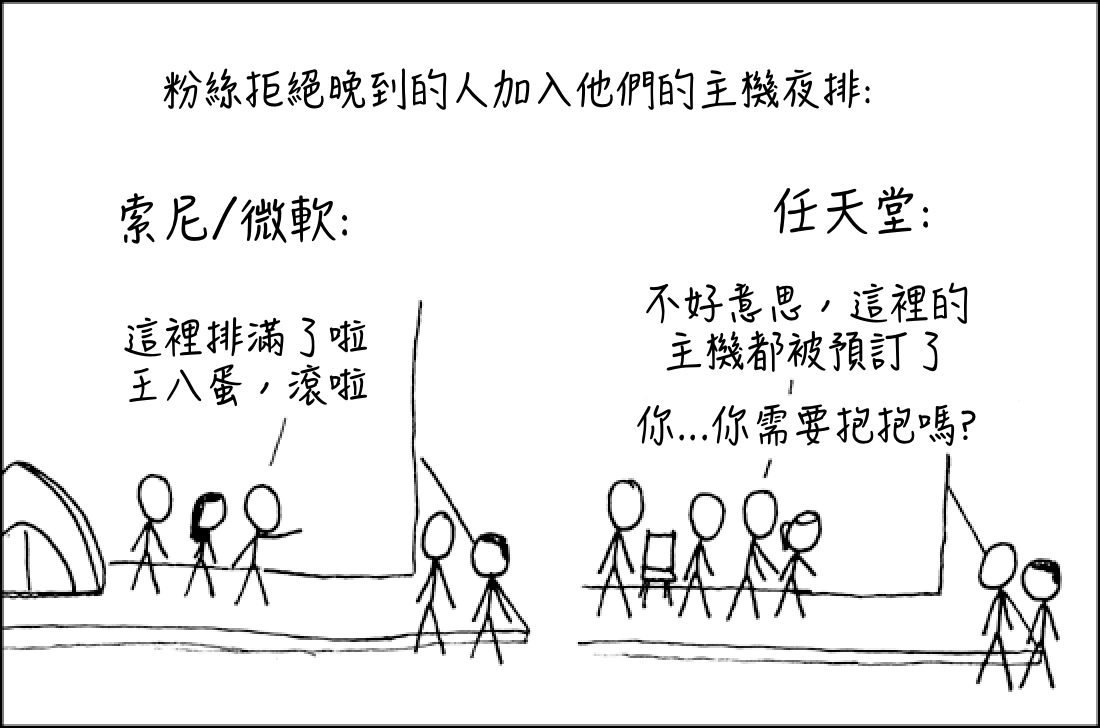 粉絲拒絕晚到的人加入他們的主機夜排:
索尼/微軟:
這裡排滿了啦
王八蛋，滾啦
任天堂:
不好意思，這裡的
主機都被預訂了
你...你需要抱抱嗎?